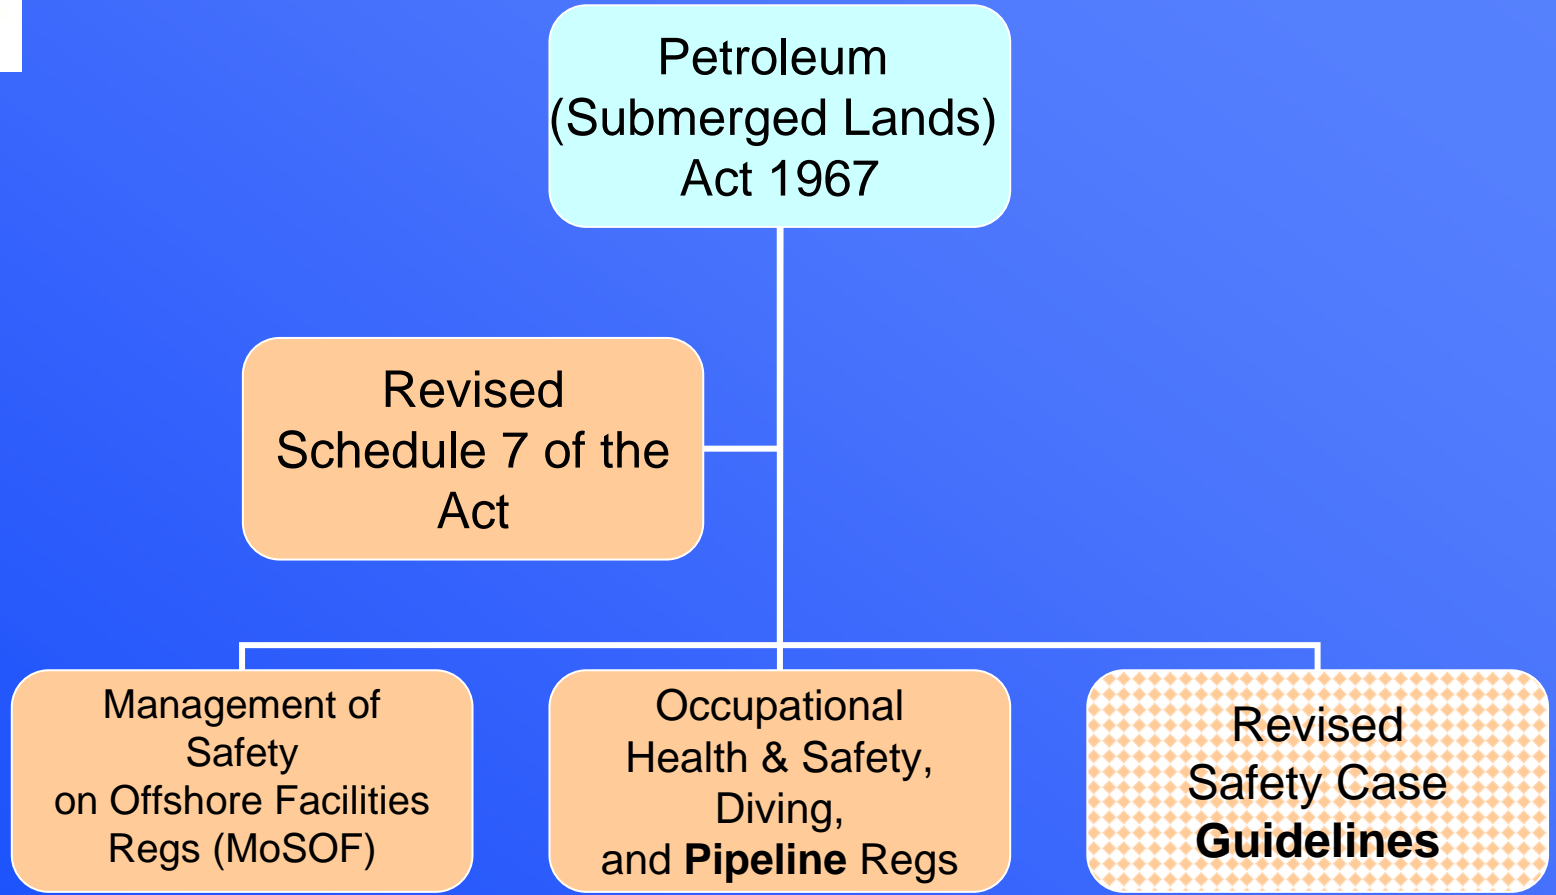 Petroleum
(Submerged Lands)
Act 1967
Revised
Schedule 7 of the
Act
Management of
Safety
on Offshore Facilities
Regs (MoSOF)
Occupational
Health & Safety,
Diving,
and Pipeline Regs
Revised
Safety Case
Guidelines